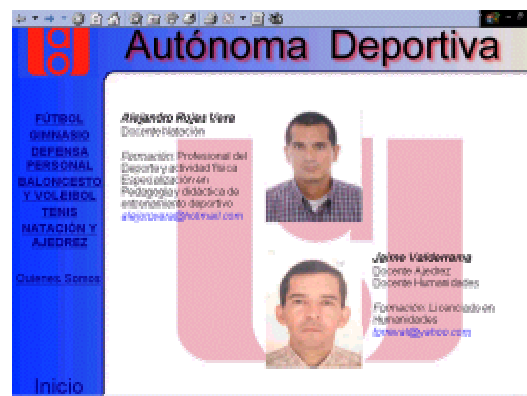 Autónoma Deportiva
FÚTBOL
GIMNASIO
DEFENSA
PERSONAL
BALONCESTO
Y VOLEIBOL
TENIS
NATACIÓN Y
AJEDREZ
Quienes Somos
Inicio
Alejandro Rojas Vera
Docente Natación
Formación: Profesional del
Deporte y actividad física
Especialización en
Pedagogía y didáctica de
entrenamiento deportivo
Jaime Valderrama
Docente Ajedrez
Docente Humanidades
Formación: Licenciado en
Humanidades